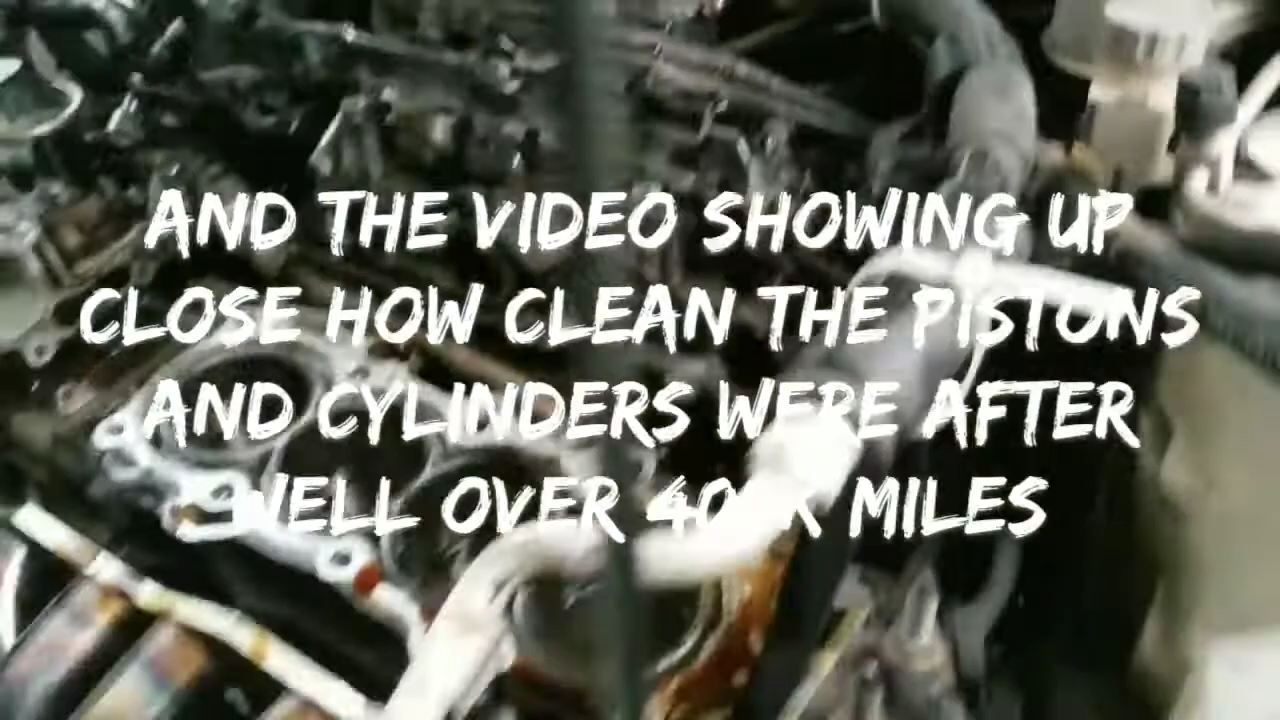 AND THE VIDEO SHOWING UP
CLOSE HOW CLEAN THE PISTONS
AND CYLINDERS WERE AFTER
WELL OVER MILES